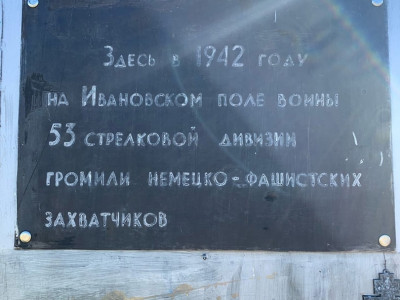 Здесь в 1942 году
на Ивановском поле воины
53 стрелковой дивизии
громили немецко-фашистских
захватчиков